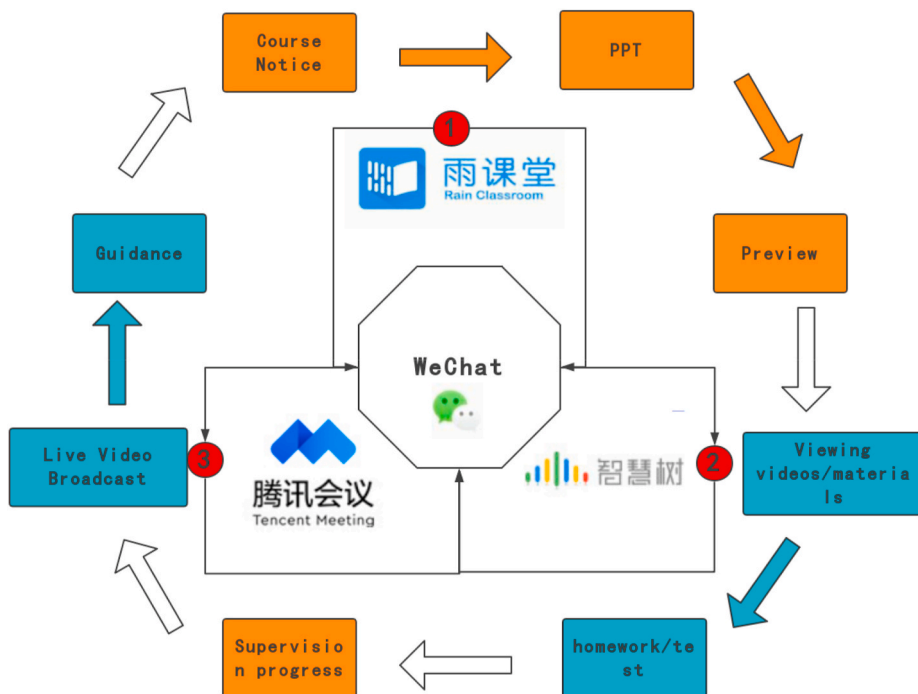 Course
Notice
PPT
1
雨课堂
Rain Classroom
Guidance
Preview
WeChat
3
Live Video
Broadcast
腾讯会议
Tencent Meeting
智慧树
2
Viewing
videos/materia
ls
Supervisio
n progress
homework/te
st